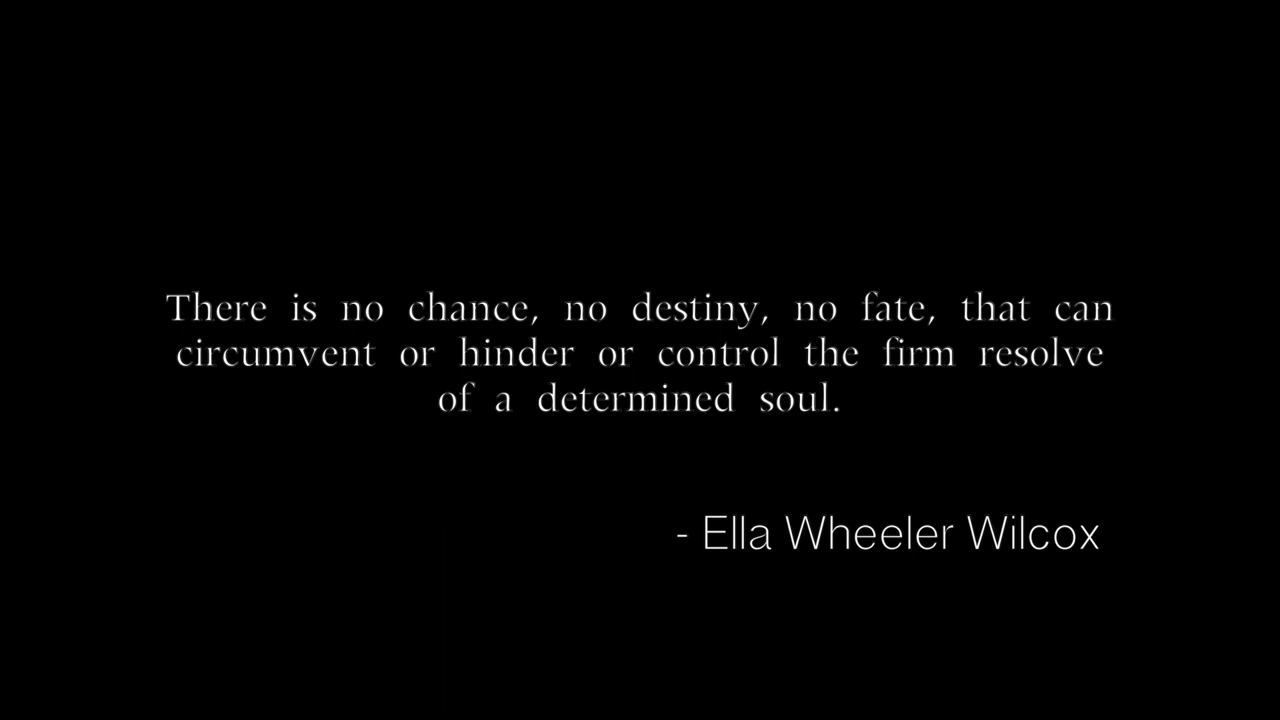 There is no chance, no destiny, no fate, that can
circumvent or hinder or control the firm resolve
of a determined soul.
- Ella Wheeler Wilcox